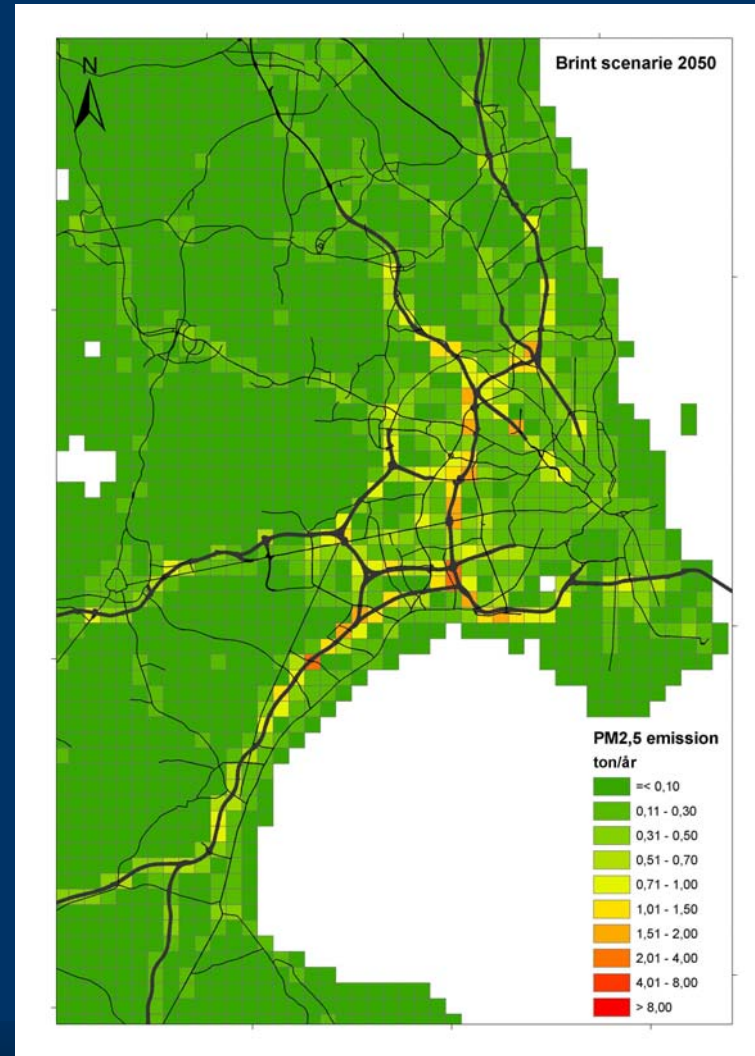 Brint scenarie 2050
N
PM2,5 emission
ton/år
=< 0,10
0,11 - 0,30
0,31 - 0,50
0,51 - 0,70
0,71 - 1,00
1,01 - 1,50
1,51 - 2,00
2,01 - 4,00
4,01 - 8,00
> 8,00